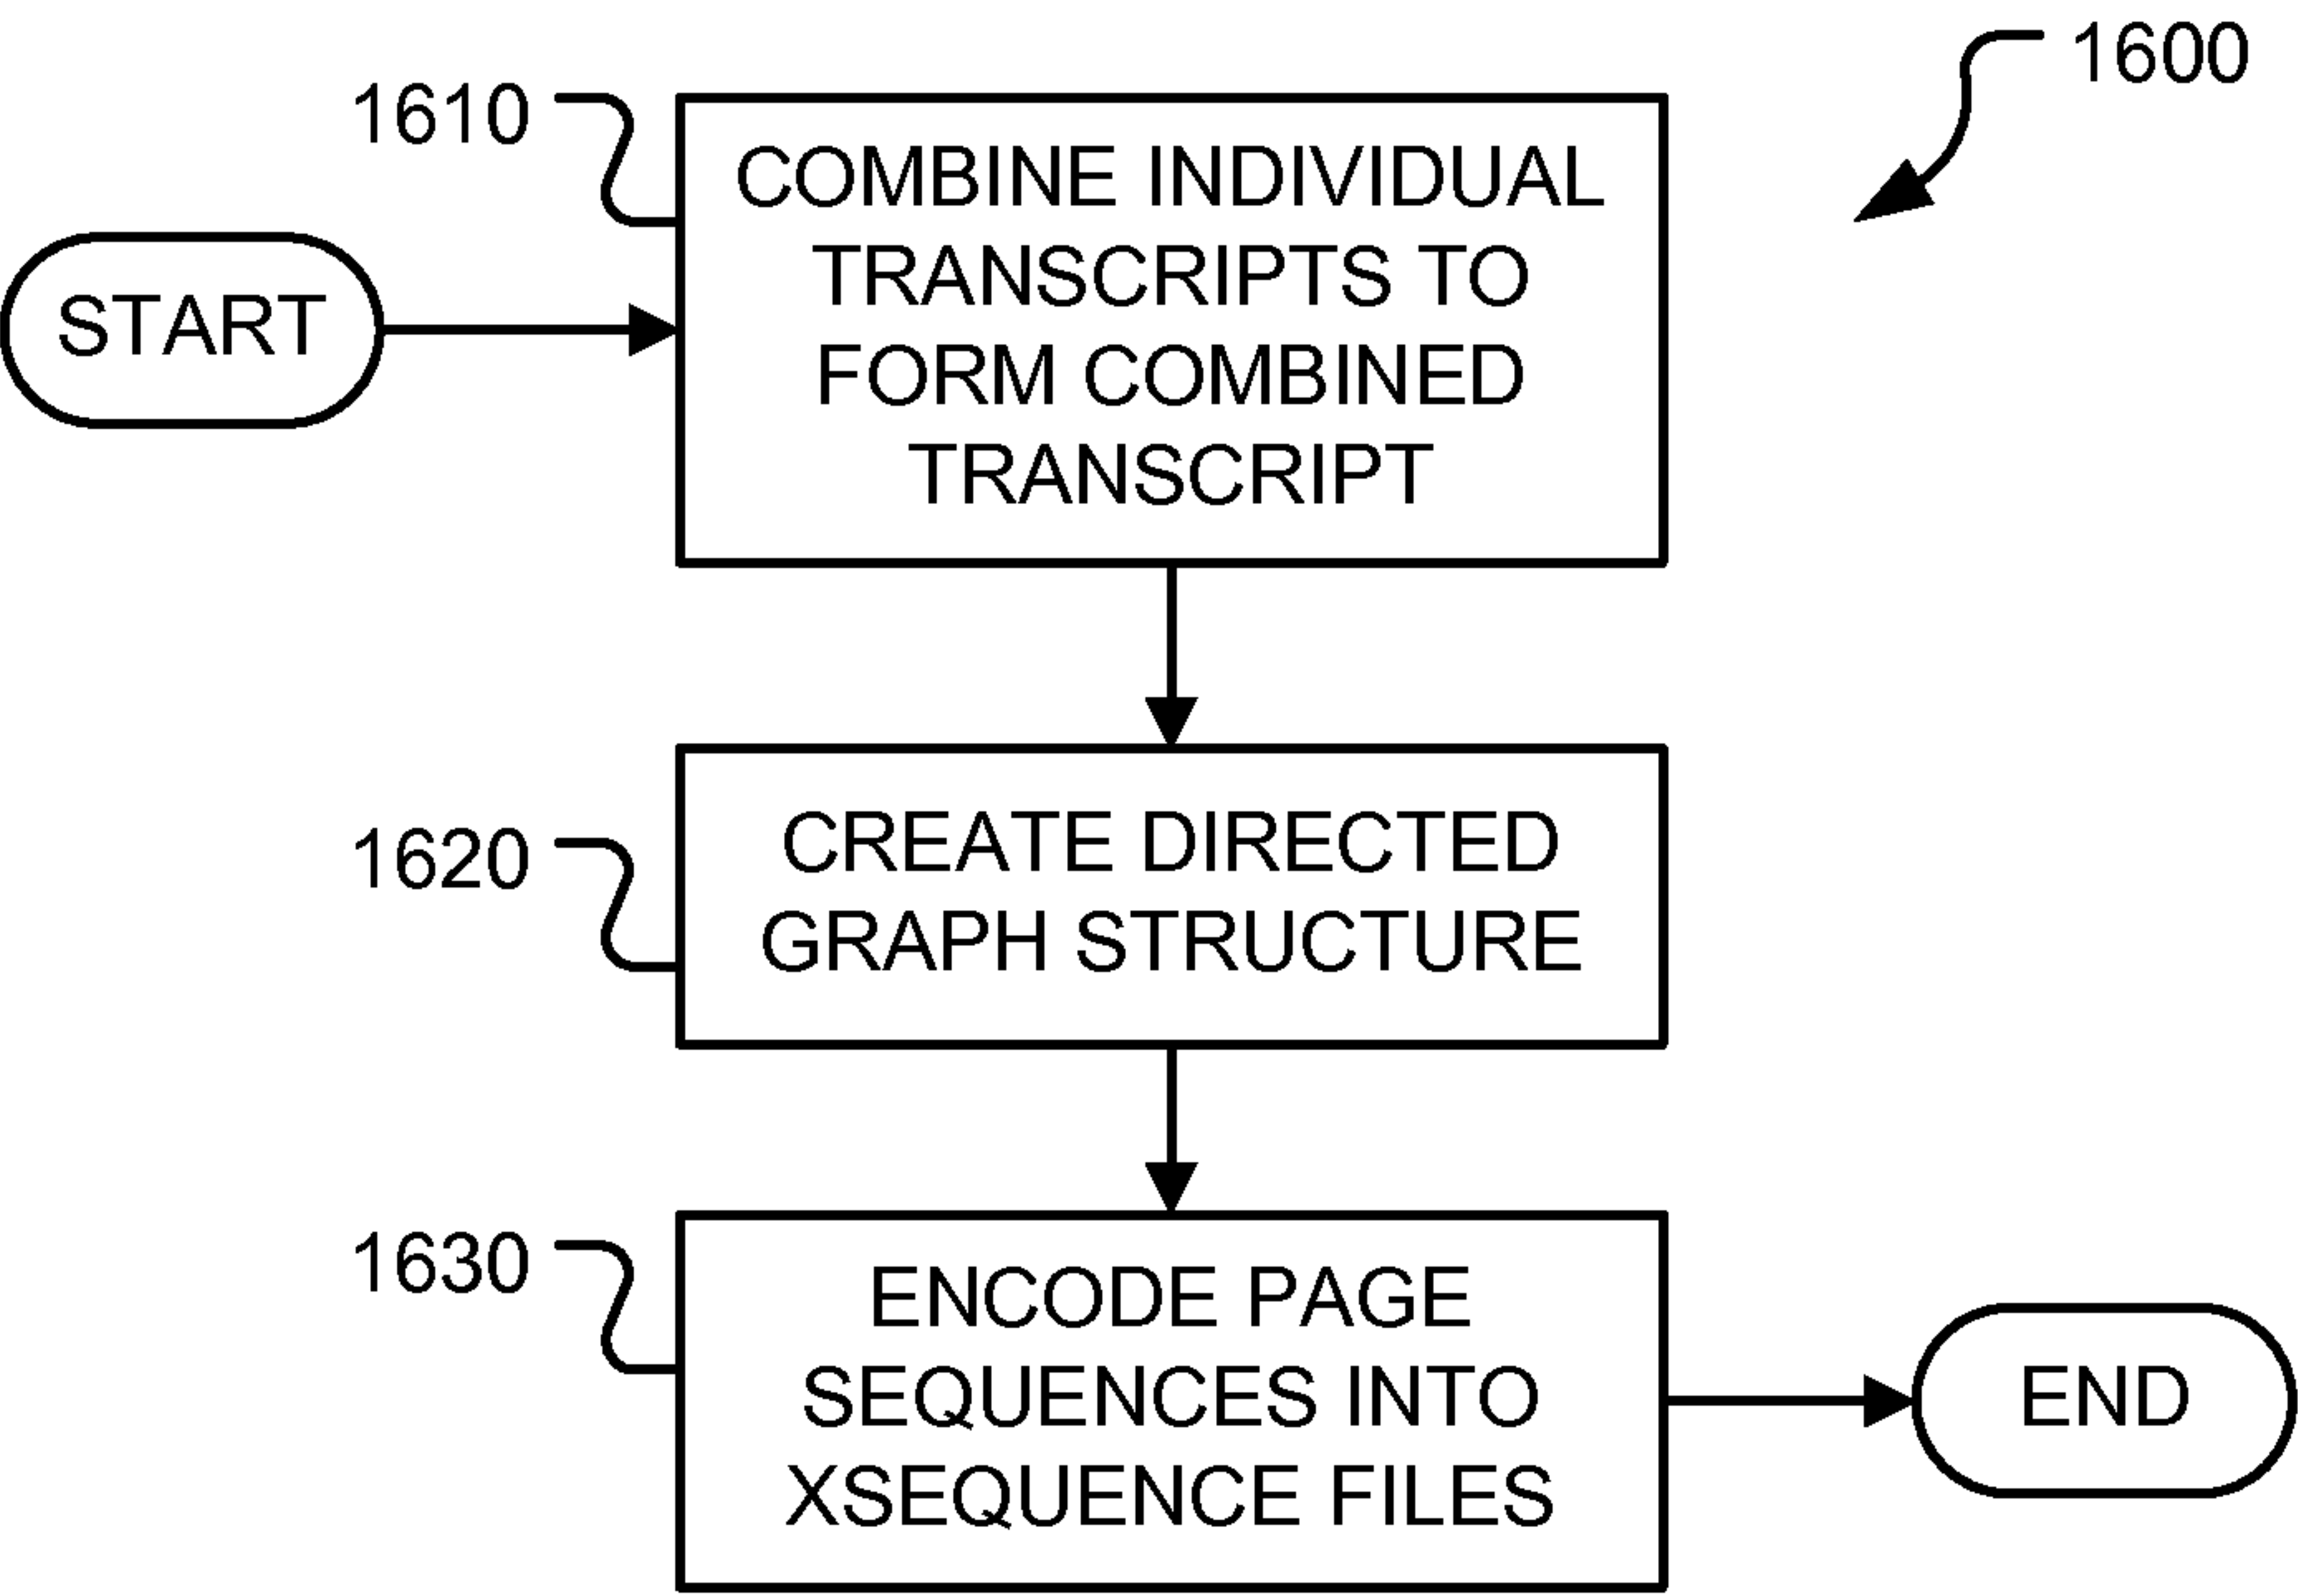 1600
1610
COMBINE INDIVIDUAL
TRANSCRIPTS TO
FORM COMBINED
TRANSCRIPT
START
1620
CREATE DIRECTED
GRAPH STRUCTURE
1630
ENCODE PAGE
SEQUENCES INTO
XSEQUENCE FILES
END